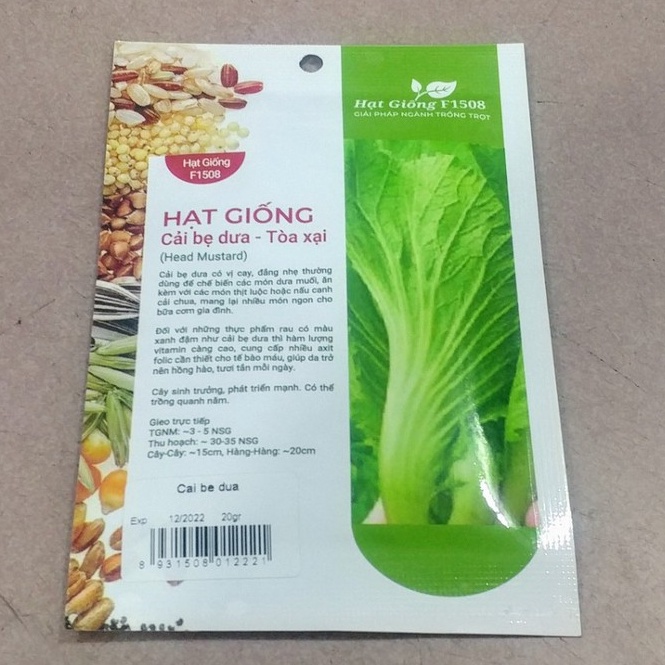 Hạt Giống F1508
GIẢI PHÁP NGÀNH TRỒNG TRỌT
Hạt Giống
F1508
HẠT GIỐNG
Cải bẹ dưa - Tòa xại
(Head Mustard)
Cải bẹ dưa có vị cay, đắng nhẹ thường
dùng để chế biến các món dưa muối, ăn
kèm với các món thịt luộc hoặc nấu canh
cải chua, mang lại nhiều món ngon cho
bữa cơm gia đình.
Đối với những thực phẩm rau có màu
xanh đậm như cải bẹ dưa thì hàm lượng
vitamin càng cao, cung cấp nhiều axit
folic cần thiết cho tế bào máu, giúp da trở
nên hồng hào, tươi tắn mỗi ngày.
Cây sinh trưởng, phát triển mạnh. Có thể
trồng quanh năm.
Gieo trực tiếp
TGNM: ~3 - 5 NSG
Thu hoạch: ~ 30-35 NSG
Cây-Cây: ~15cm, Hàng-Hàng: ~20cm
Cai be dua
Exp 12/2022 20gr
8 931508 012221